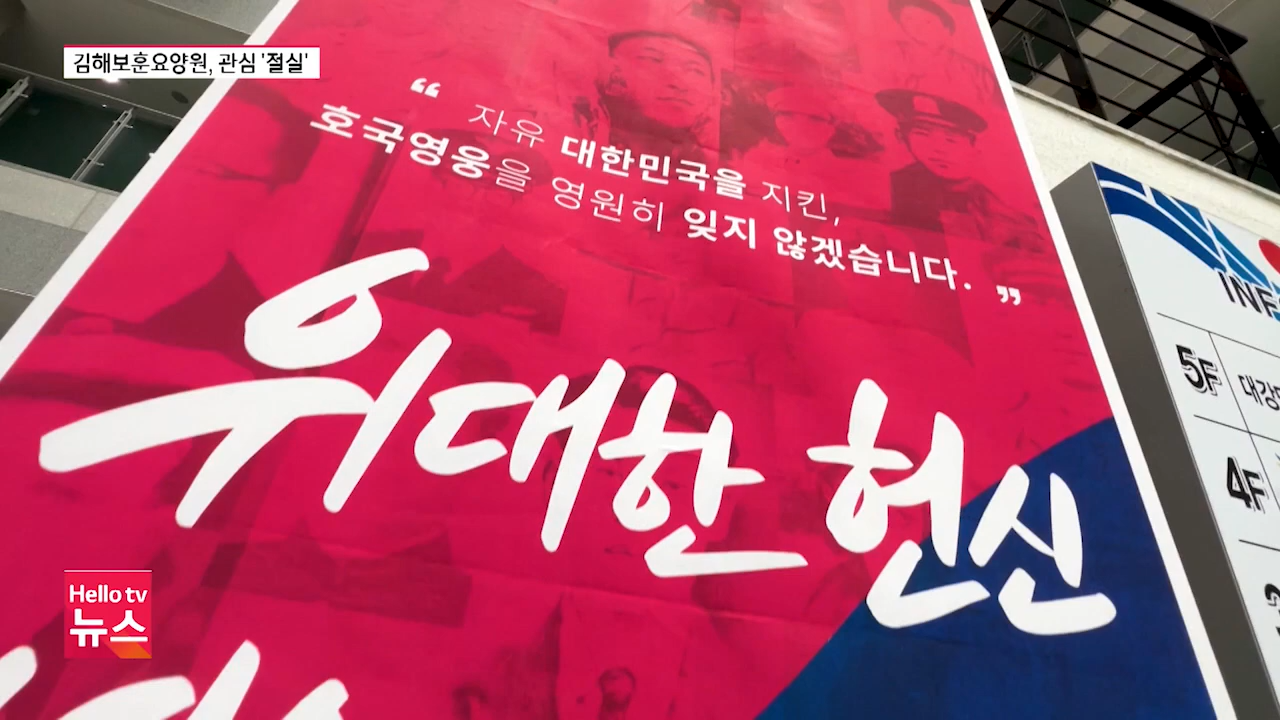 김해보훈요양원, 관심 '절실'
“ 자유 대한민국을 지킨,
호국영웅을 영원히 잊지 않겠습니다. ”
위대한 헌신
INF
5F
4F
Hello tv
뉴스